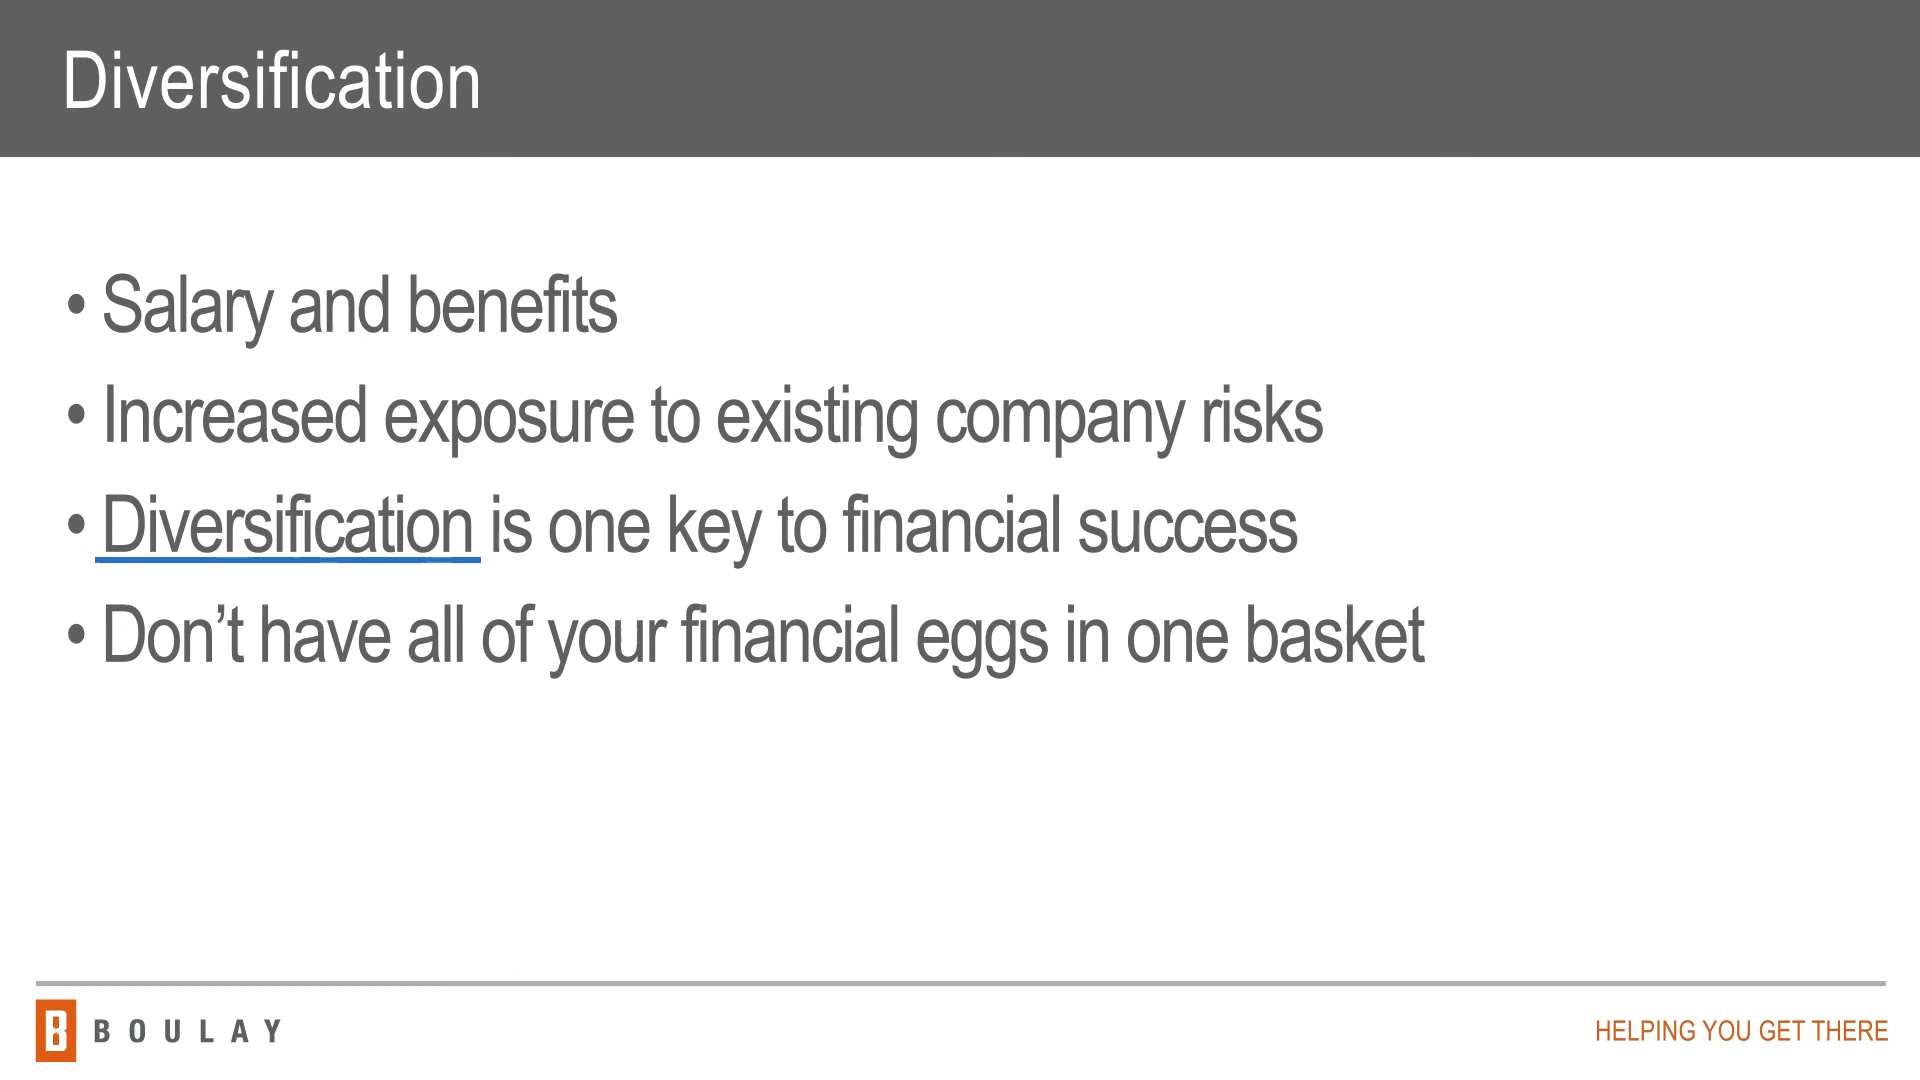 Diversification
• Salary and benefits
• Increased exposure to existing company risks
• Diversification is one key to financial success
• Don’t have all of your financial eggs in one basket
B BOULAY
HELPING YOU GET THERE